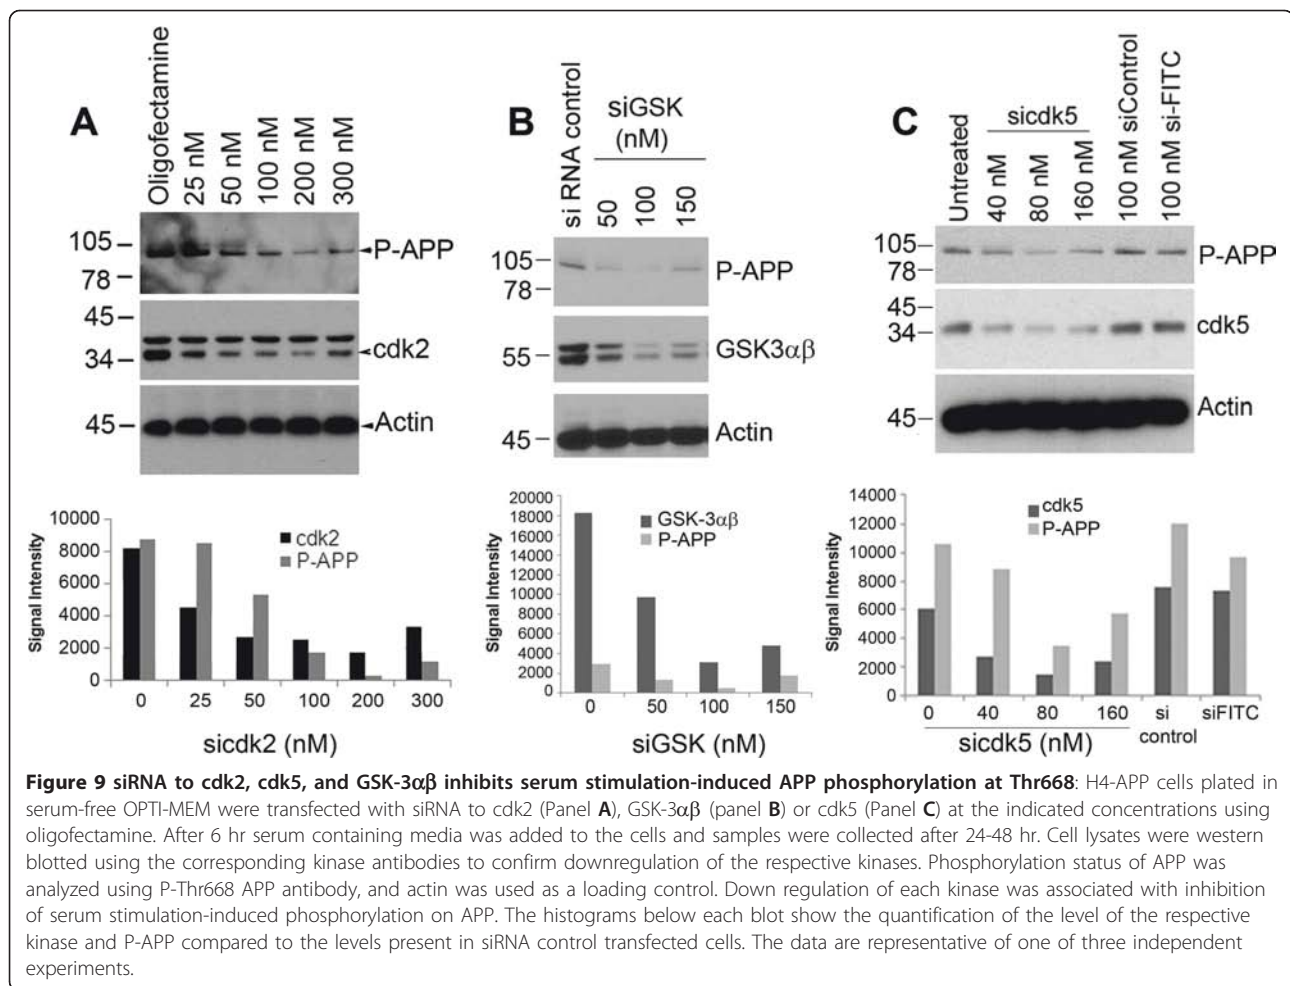 A
Oligofectamine
25 nM
50 nM
100 nM
200 nM
300 nM
105
78
P-APP
45
34
cdk2
45
Actin
10000
8000
6000
4000
2000
0
Signal Intensity
cdk2
P-APP
0 25 50 100 200 300
sicdk2 (nM)
B
si RNA control
siGSK
(nM)
50
100
150
105
78
P-APP
55
GSK3αβ
45
Actin
20000
18000
16000
14000
12000
10000
8000
6000
4000
2000
0
Signal Intensity
GSK-3αβ
P-APP
0 50 100 150
siGSK (nM)
C
Untreated
sicdk5
40 nM
80 nM
160 nM
100 nM siControl
100 nM si-FITC
105
78
P-APP
45
34
cdk5
45
Actin
14000
12000
10000
8000
6000
4000
2000
0
Signal Intensity
cdk5
P-APP
0 40 80 160 si control siFITC
sicdk5 (nM)
Figure 9 siRNA to cdk2, cdk5, and GSK-3αβ inhibits serum stimulation-induced APP phosphorylation at Thr668: H4-APP cells plated in
serum-free OPTI-MEM were transfected with siRNA to cdk2 (Panel A), GSK-3αβ (panel B) or cdk5 (Panel C) at the indicated concentrations using
oligofectamine. After 6 hr serum containing media was added to the cells and samples were collected after 24-48 hr. Cell lysates were western
blotted using the corresponding kinase antibodies to confirm downregulation of the respective kinases. Phosphorylation status of APP was
analyzed using P-Thr668 APP antibody, and actin was used as a loading control. Down regulation of each kinase was associated with inhibition
of serum stimulation-induced phosphorylation on APP. The histograms below each blot show the quantification of the level of the respective
kinase and P-APP compared to the levels present in siRNA control transfected cells. The data are representative of one of three independent
experiments.